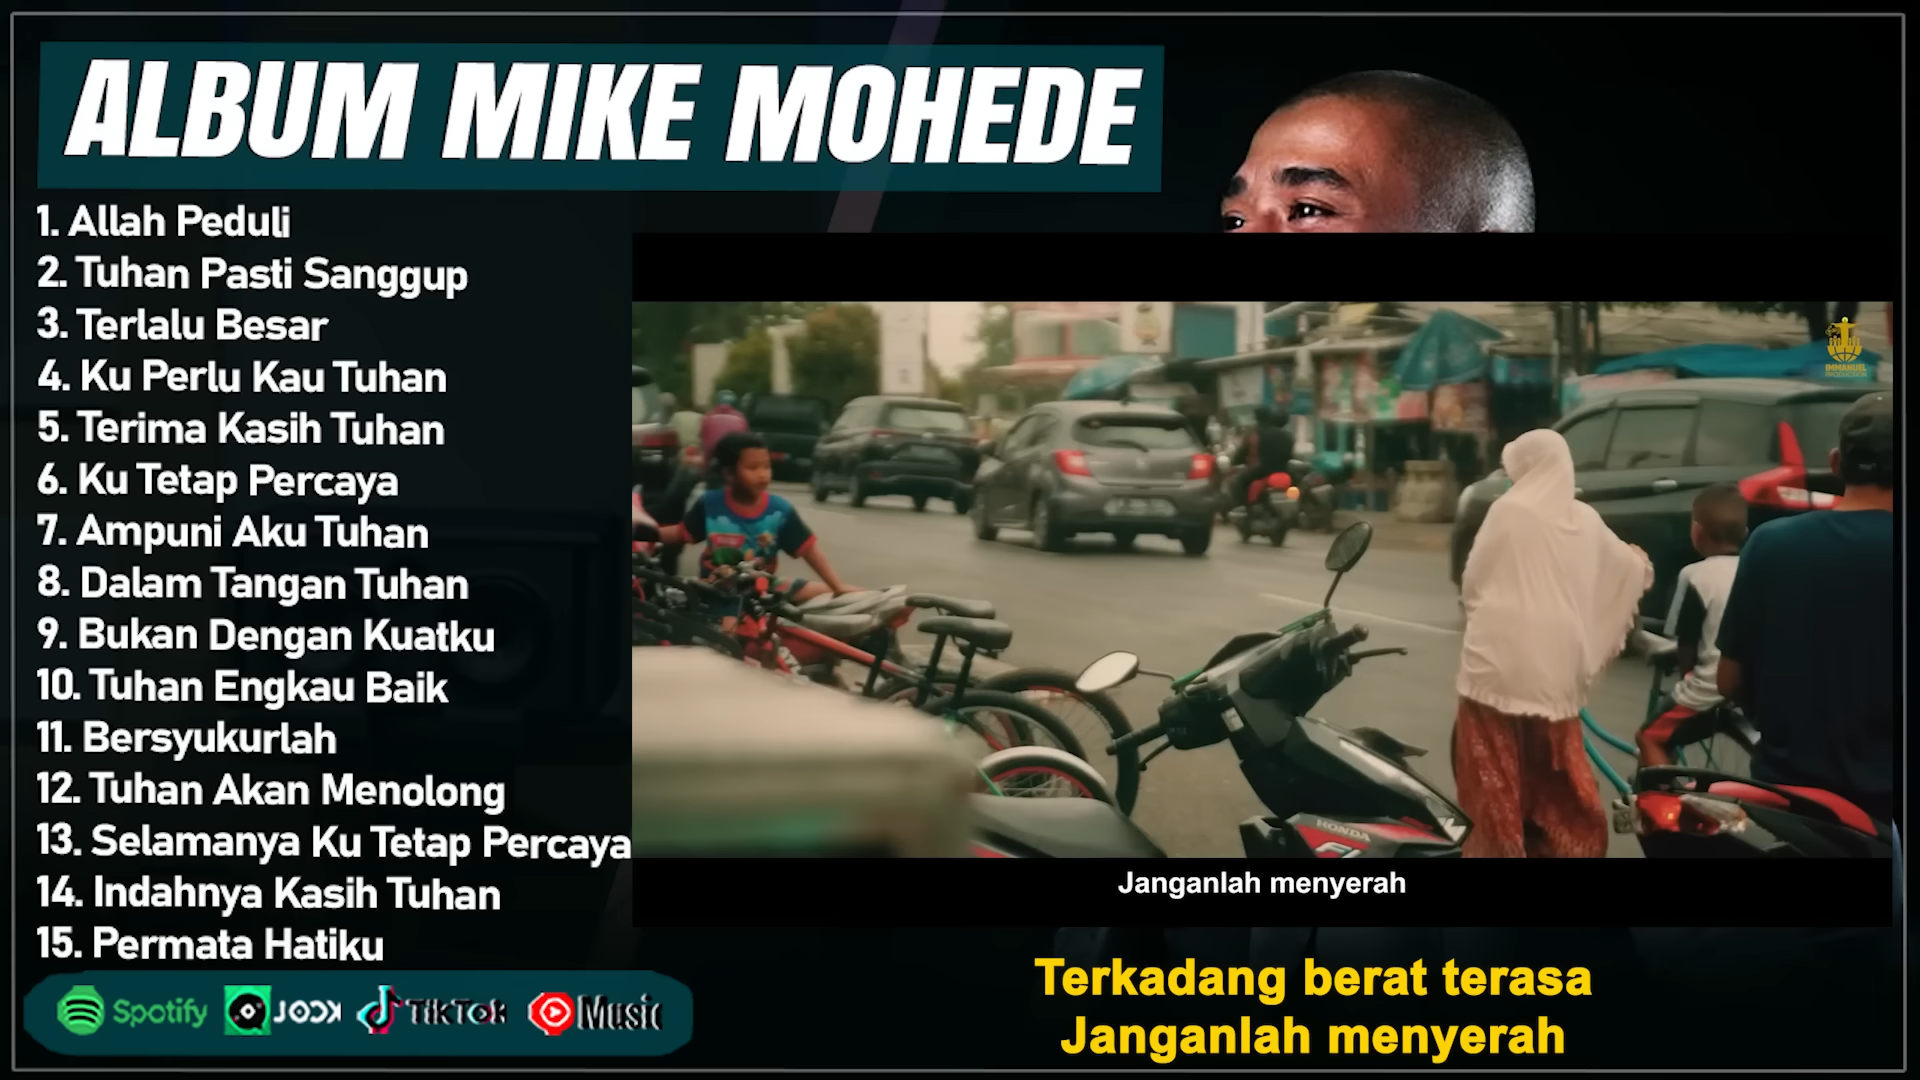 ALBUM MIKE MOHEDE
1. Allah Peduli
2. Tuhan Pasti Sanggup
3. Terlalu Besar
4. Ku Perlu Kau Tuhan
5. Terima Kasih Tuhan
6. Ku Tetap Percaya
7. Ampuni Aku Tuhan
8. Dalam Tangan Tuhan
9. Bukan Dengan Kuatku
10. Tuhan Engkau Baik
11. Bersyukurlah
12. Tuhan Akan Menolong
13. Selamanya Ku Tetap Percaya
14. Indahnya Kasih Tuhan
15. Permata Hatiku
Spotify JOOX TikTok Music
IMMANUEL
PRODUCTION
HONDA
Janganlah menyerah
Terkadang berat terasa
Janganlah menyerah